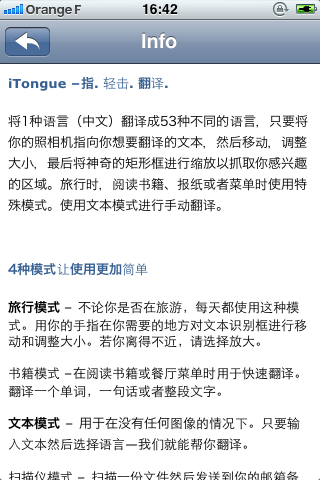 Orange F 16:42
Info
iTongue –指. 轻击. 翻译.
将1种语言（中文）翻译成53种不同的语言，只要将
你的照相机指向你想要翻译的文本，然后移动，调整
大小，最后将神奇的矩形框进行缩放以抓取你感兴趣
的区域。旅行时，阅读书籍、报纸或者菜单时使用特
殊模式。使用文本模式进行手动翻译。
4种模式让使用更加简单
旅行模式 – 不论你是否在旅游，每天都使用这种模
式。用你的手指在你需要的地方对文本识别框进行移
动和调整大小。若你离得不近，请选择放大。
书籍模式 –在阅读书籍或餐厅菜单时用于快速翻译。
翻译一个单词，一句话或者整段文字。
文本模式 – 用于在没有任何图像的情况下。只要输
入文本然后选择语言—我们就能帮你翻译。
扫描仪模式 – 扫描一份文件然后发送到你的邮箱备